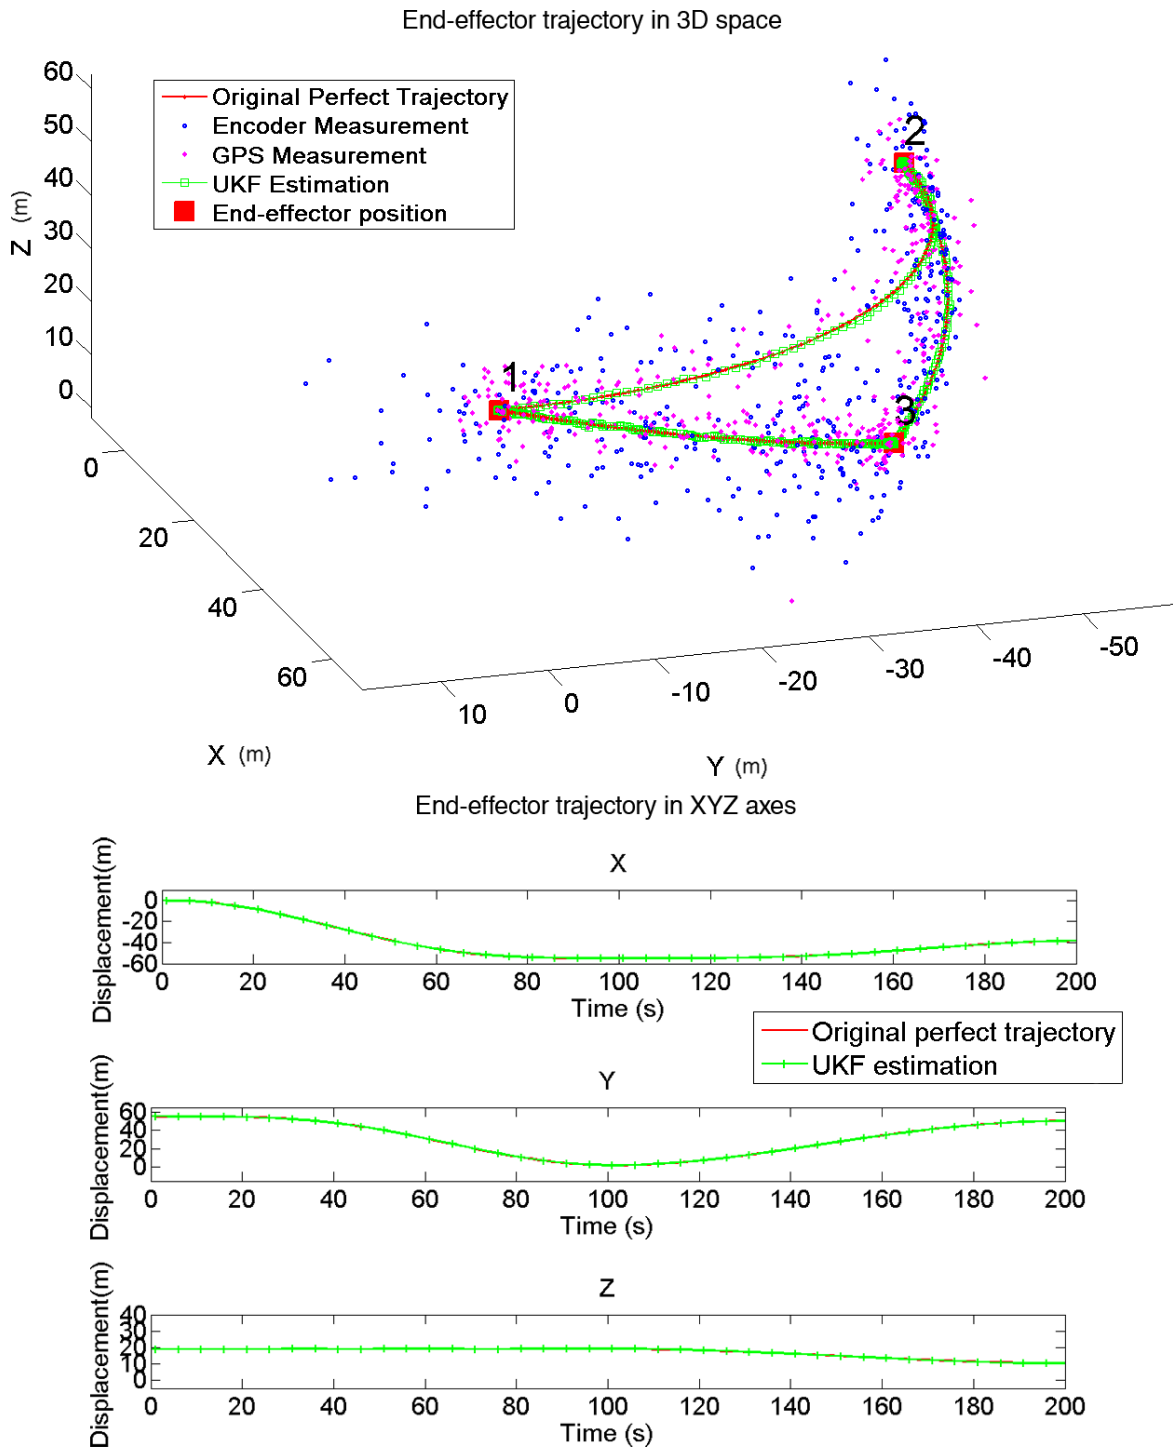 End-effector trajectory in 3D space
60
50
40
30
20
10
0
Z (m)
Original Perfect Trajectory
Encoder Measurement
GPS Measurement
UKF Estimation
End-effector position
1
2
3
0
20
40
60
10
0
-10
-20
-30
-40
-50
X (m)
Y (m)
End-effector trajectory in XYZ axes
X
Displacement(m)
0
-20
-40
-60
0 20 40 60 80 100 120 140 160 180 200
Time (s)
Original perfect trajectory
UKF estimation
Y
Displacement(m)
60
40
20
0
0 20 40 60 80 100 120 140 160 180 200
Time (s)
Z
Displacement(m)
40
30
20
10
0
0 20 40 60 80 100 120 140 160 180 200
Time (s)